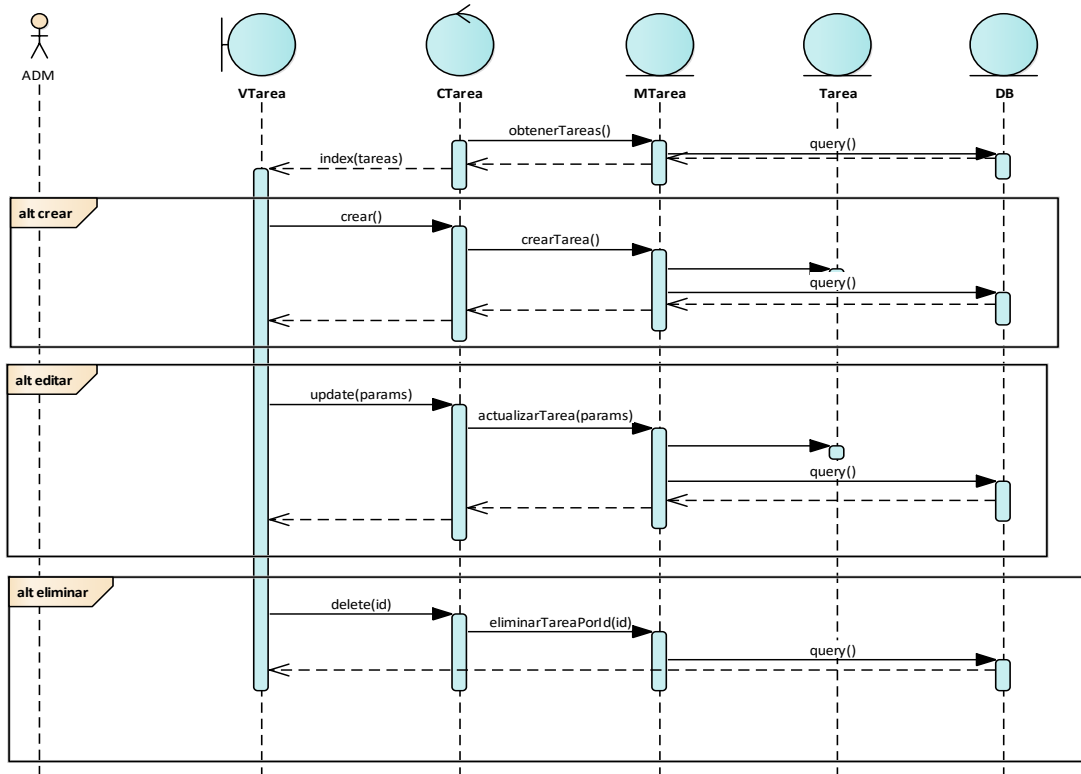 ADM
VTarea
CTarea
MTarea
Tarea
DB
obtenerTareas()
query()
index(tareas)
alt crear
crear()
crearTarea()
query()
alt editar
update(params)
actualizarTarea(params)
query()
alt eliminar
delete(id)
eliminarTareaPorId(id)
query()